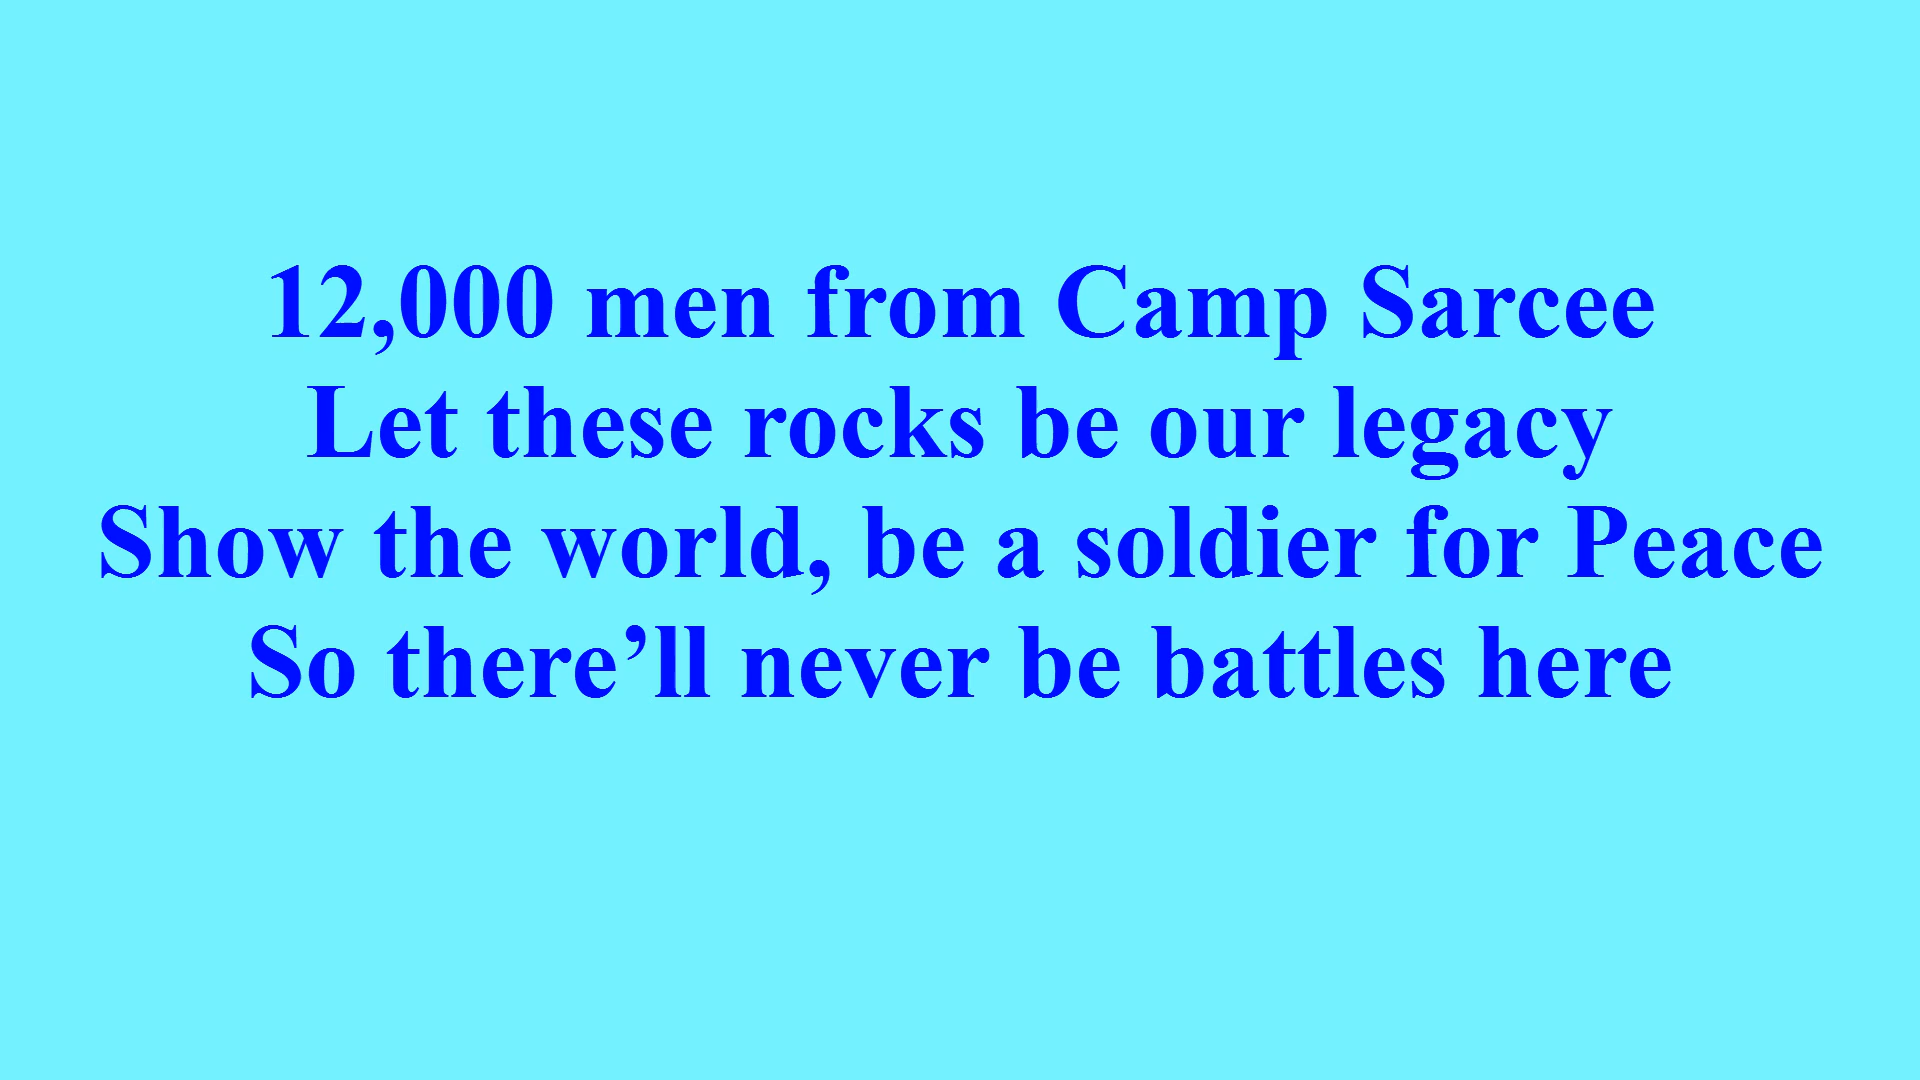 12,000 men from Camp Sarcee
Let these rocks be our legacy
Show the world, be a soldier for Peace
So there’ll never be battles here